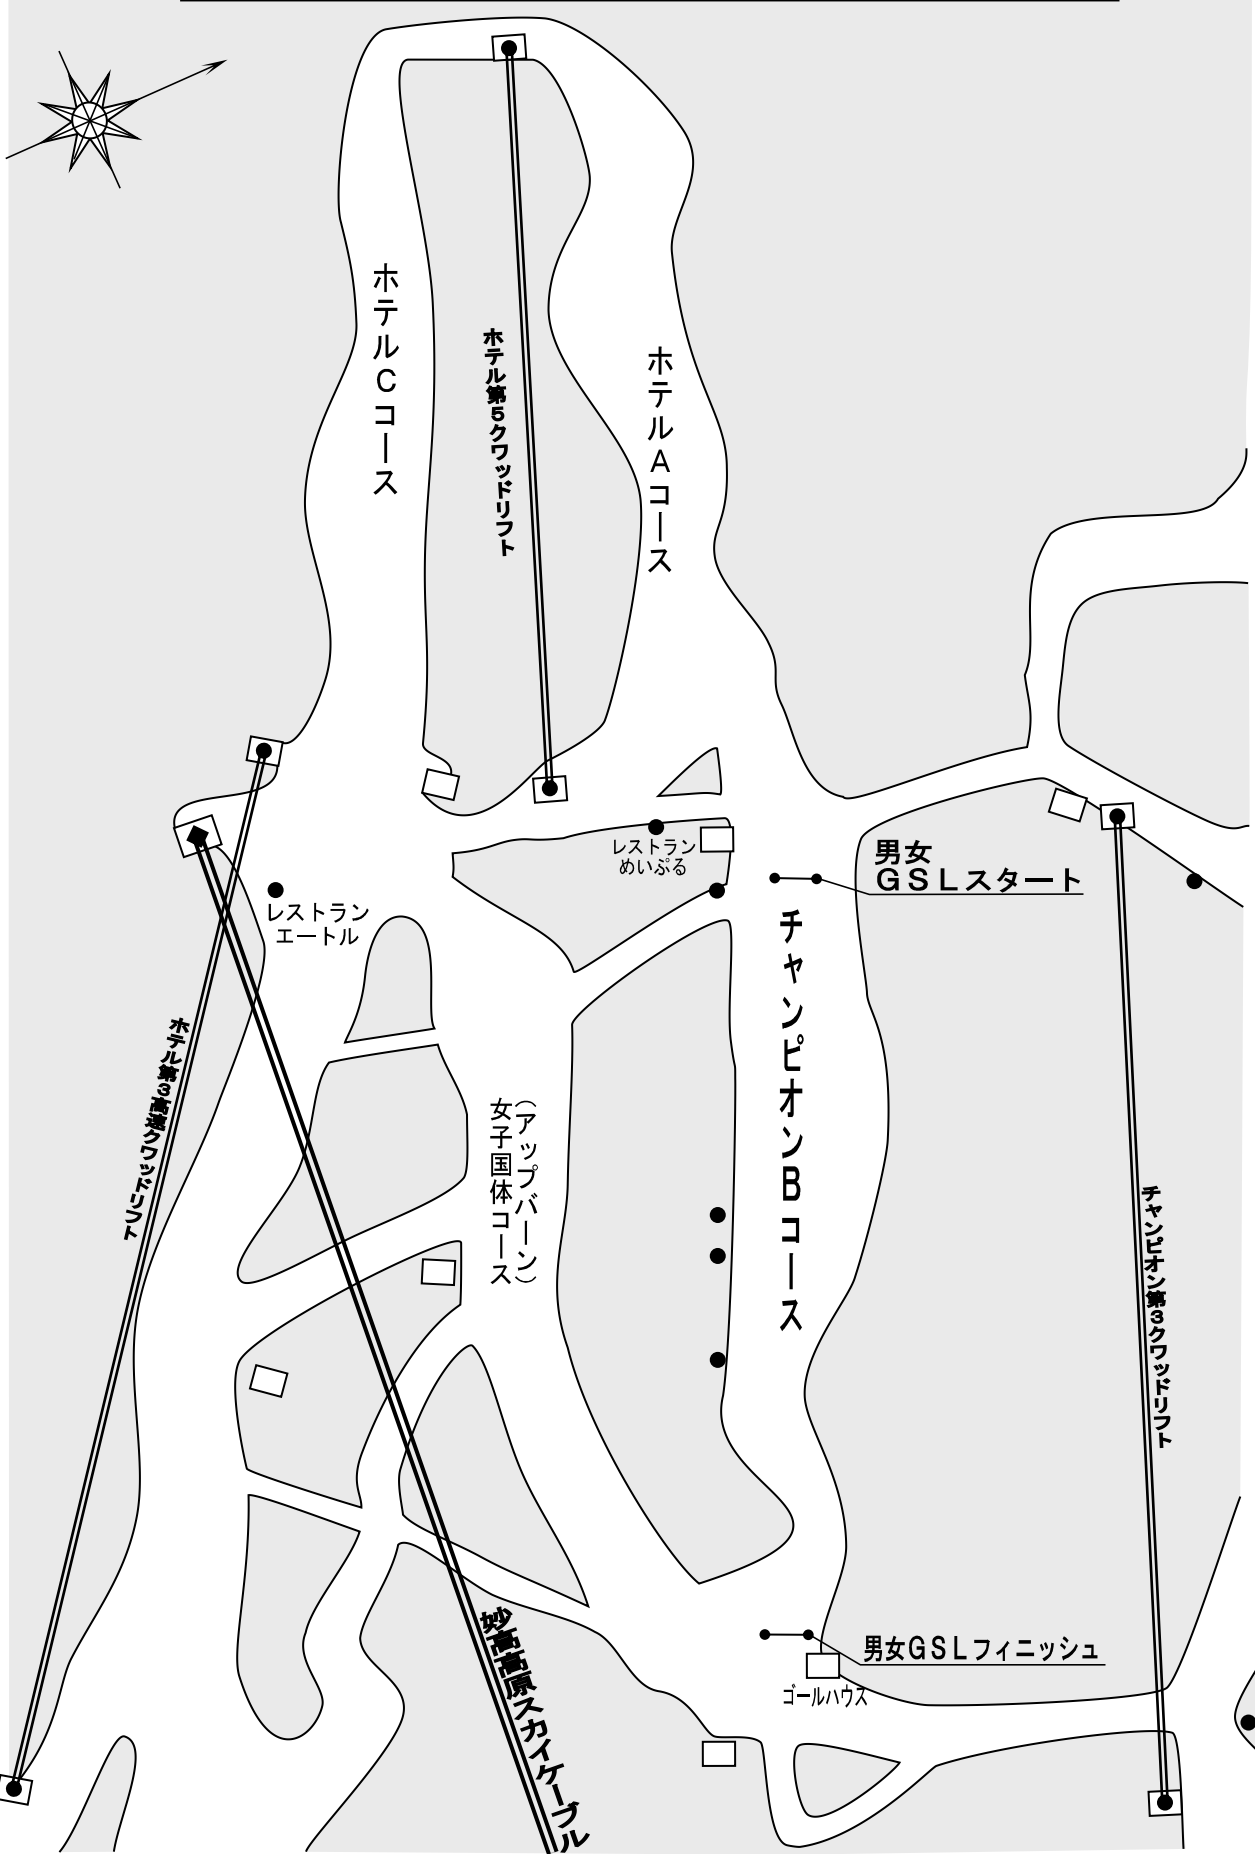 ホテルCコース
ホテル第5クワッドリフト
ホテルAコース
レストラン
めいぷる
男女
GSLスタート
レストラン
エートル
チャンピオンBコース
ホテル第3高速クワッドリフト
(アップバーン)
女子国体コース
チャンピオン第3クワッドリフト
妙高高原スカイケーブル
男女GSLフィニッシュ
ゴールハウス